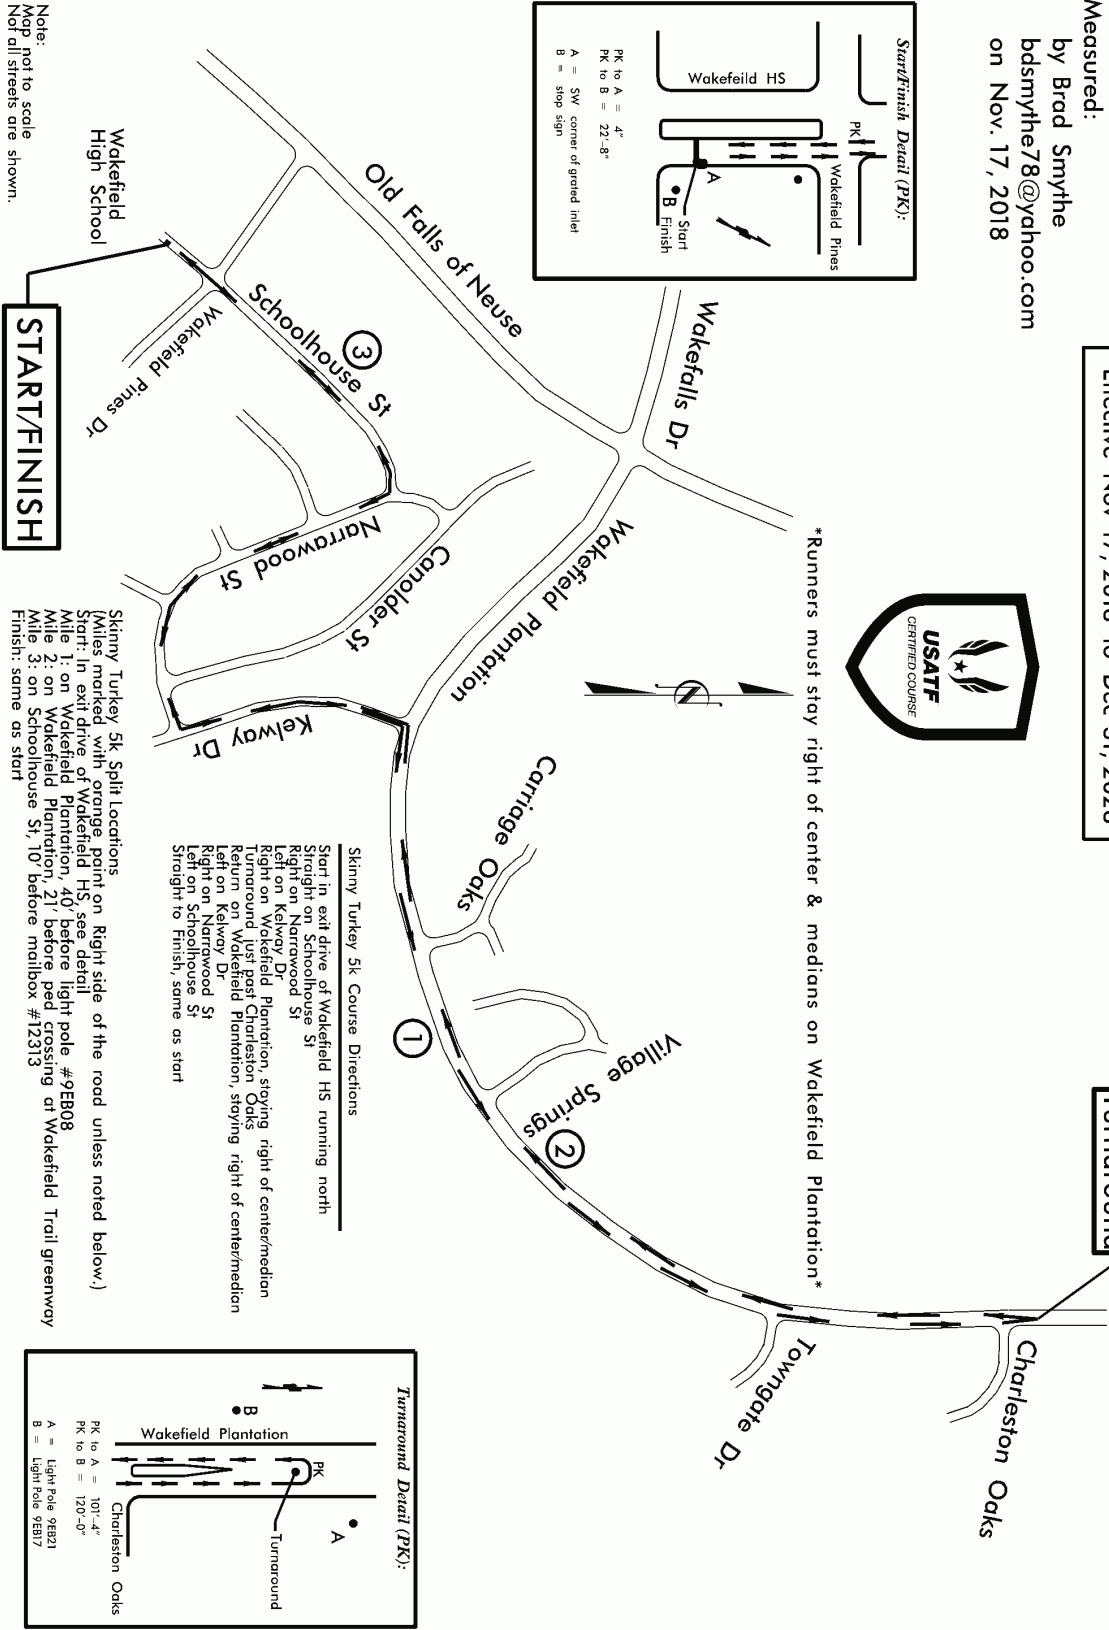 Measured:
by Brad Smythe
bdsmythe78@yahoo.com
on Nov. 17, 2018
Effective Nov 17, 2018 to Dec 31, 2028
Turnaround
USATF
CERTIFIED COURSE
*Runners must stay right of center & medians on Wakefield Plantation*
Start/Finish Detail (PK):
Wakefeild HS
PK
Wakefield Pines
A
B
Start
Finish
PK to A = 4"
PK to B = 22'-8"
A = SW corner of grated inlet
B = stop sign
Wakefalls Dr
Old Falls of Neuse
Wakefield Plantation
Schoolhouse St
3
Wakefield Pines Dr
Narrawood St
Canolder St
Kelway Dr
Carriage Oaks
Village Springs
1
2
Towngate Dr
Charleston Oaks
N
Wakefield
High School
START/FINISH
Note:
Map not to scale
Not all streets are shown.
Skinny Turkey 5k Course Directions
Start in exit drive of Wakefield HS running north
Straight on Schoolhouse St
Right on Narrawood St
Left on Kelway Dr
Right on Wakefield Plantation, staying right of center/median
Turnaround just past Charleston Oaks
Return on Wakefield Plantation, staying right of center/median
Left on Kelway Dr
Right on Narrawood St
Left on Schoolhouse St
Straight to Finish, same as start
Skinny Turkey 5k Split Locations
(Miles marked with orange paint on Right side of the road unless noted below.)
Start: In exit drive of Wakefield HS, see detail
Mile 1: on Wakefield Plantation, 40' before light pole #9EB08
Mile 2: on Wakefield Plantation, 21' before ped crossing at Wakefield Trail greenway
Mile 3: on Schoolhouse St, 10' before mailbox #12313
Finish: same as start
Turnaround Detail (PK):
B
Wakefield Plantation
PK
A
Turnaround
Charleston Oaks
PK to A = 101'-4"
PK to B = 120'-0"
A = Light Pole 9EB21
B = Light Pole 9EB17